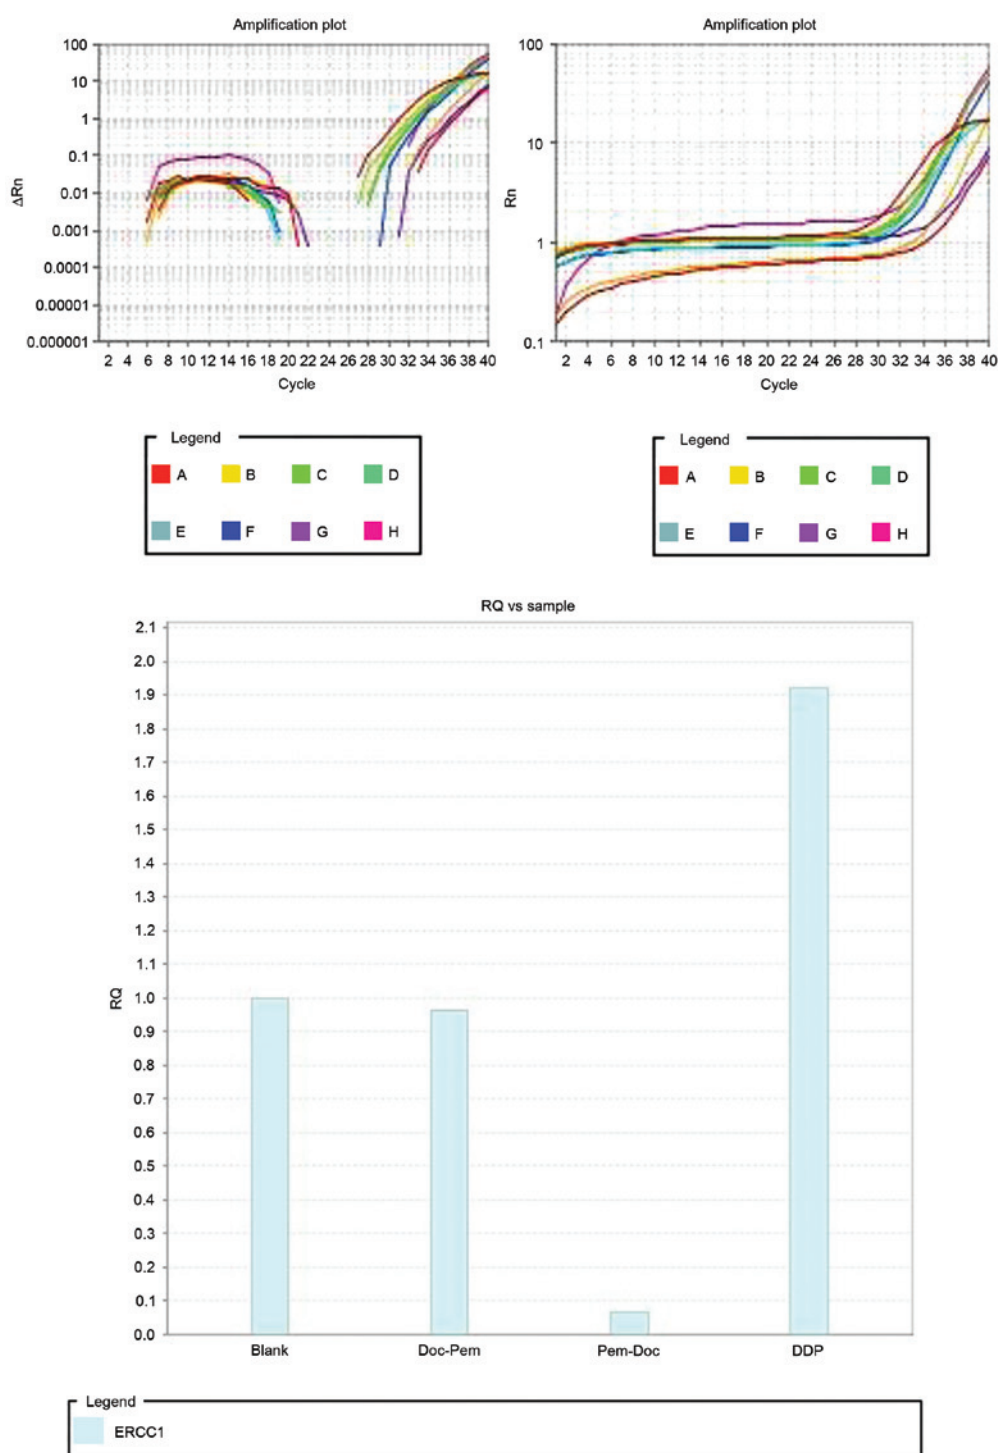 Amplification plot
100
10
1
0.1
0.01
0.001
0.0001
0.00001
0.000001
ΔRn
2 4 6 8 10 12 14 16 18 20 22 24 26 28 30 32 34 36 38 40
Cycle
Legend
A B C D
E F G H
Amplification plot
100
10
1
0.1
Rn
2 4 6 8 10 12 14 16 18 20 22 24 26 28 30 32 34 36 38 40
Cycle
Legend
A B C D
E F G H
RQ vs sample
2.1
2.0
1.9
1.8
1.7
1.6
1.5
1.4
1.3
1.2
1.1
1.0
0.9
0.8
0.7
0.6
0.5
0.4
0.3
0.2
0.1
0.0
RQ
Blank Doc-Pem Pem-Doc DDP
Legend
ERCC1